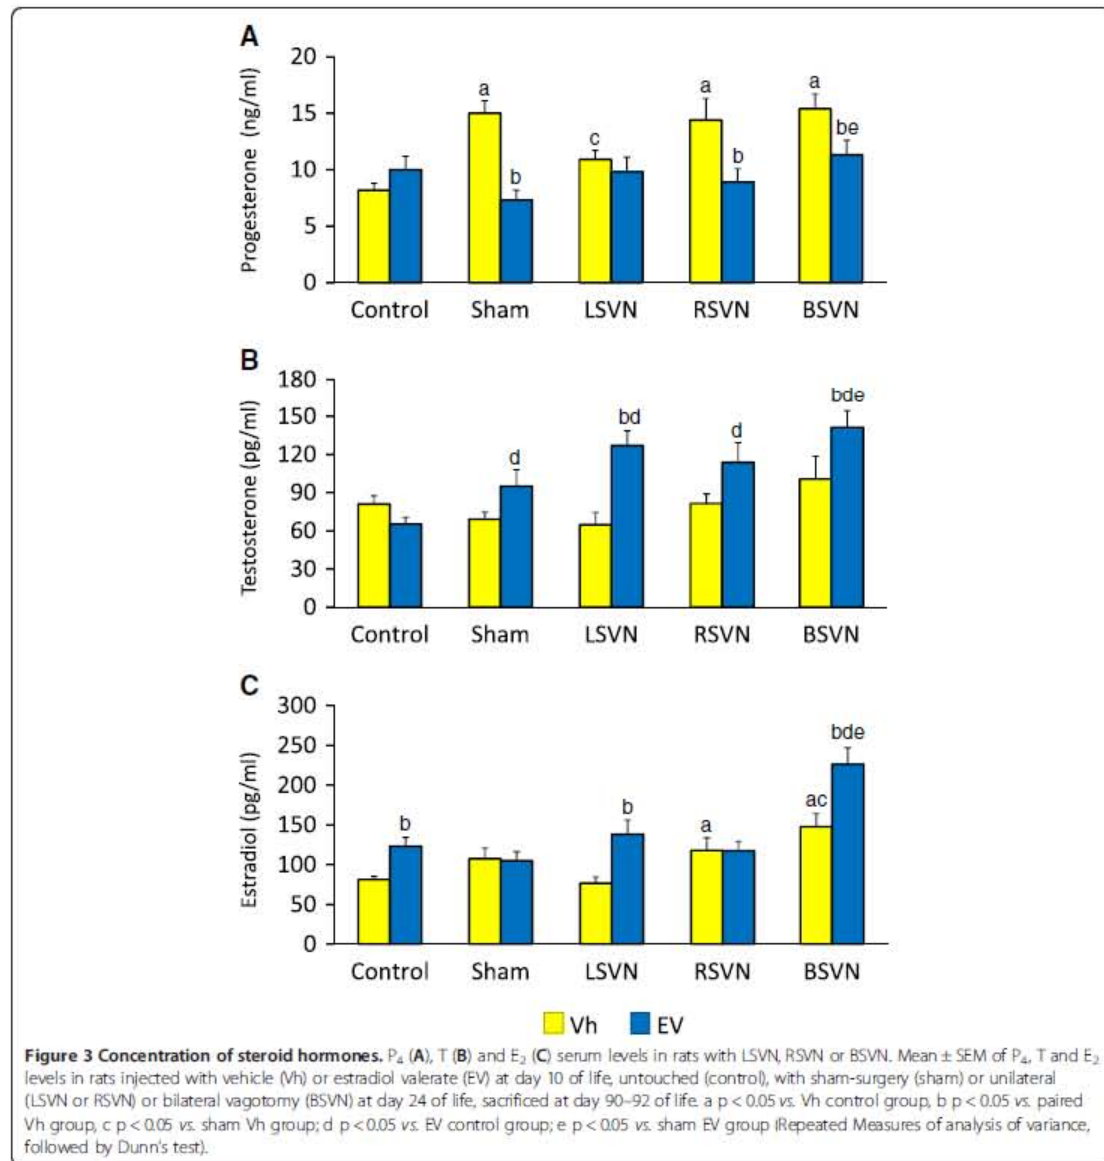 A
20
a
a
a
15
c
be
b
b
10
5
0
Progesterone (ng/ml)
Control Sham LSVN RSVN BSVN
B
180
bde
bd
150
d
d
120
90
60
30
0
Testosterone (pg/ml)
Control Sham LSVN RSVN BSVN
C
300
bde
250
200
ac
b
b
a
150
100
50
0
Estradiol (pg/ml)
Control Sham LSVN RSVN BSVN
Vh EV
Figure 3 Concentration of steroid hormones. P₄ (A), T (B) and E₂ (C) serum levels in rats with LSVN, RSVN or BSVN. Mean ± SEM of P₄, T and E₂
levels in rats injected with vehicle (Vh) or estradiol valerate (EV) at day 10 of life, untouched (control), with sham-surgery (sham) or unilateral
(LSVN or RSVN) or bilateral vagotomy (BSVN) at day 24 of life, sacrificed at day 90–92 of life. a p < 0.05 vs. Vh control group, b p < 0.05 vs. paired
Vh group, c p < 0.05 vs. sham Vh group; d p < 0.05 vs. EV control group; e p < 0.05 vs. sham EV group (Repeated Measures of analysis of variance,
followed by Dunn's test).